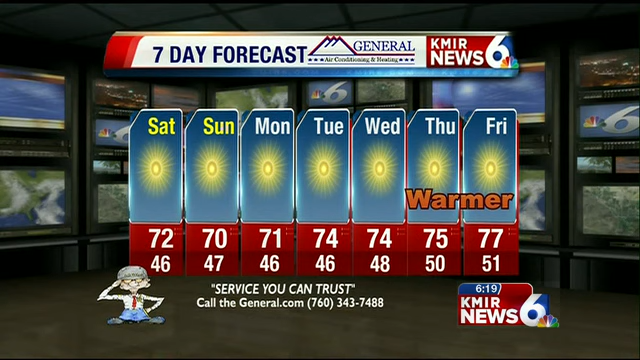 7 DAY FORECAST
GENERAL
Air Conditioning & Heating
KMIR
NEWS 6
6
Sat Sun Mon Tue Wed Thu Fri
Warmer
72 70 71 74 74 75 77
46 47 46 46 48 50 51
"SERVICE YOU CAN TRUST"
Call the General.com (760) 343-7488
6:19
KMIR
NEWS 6